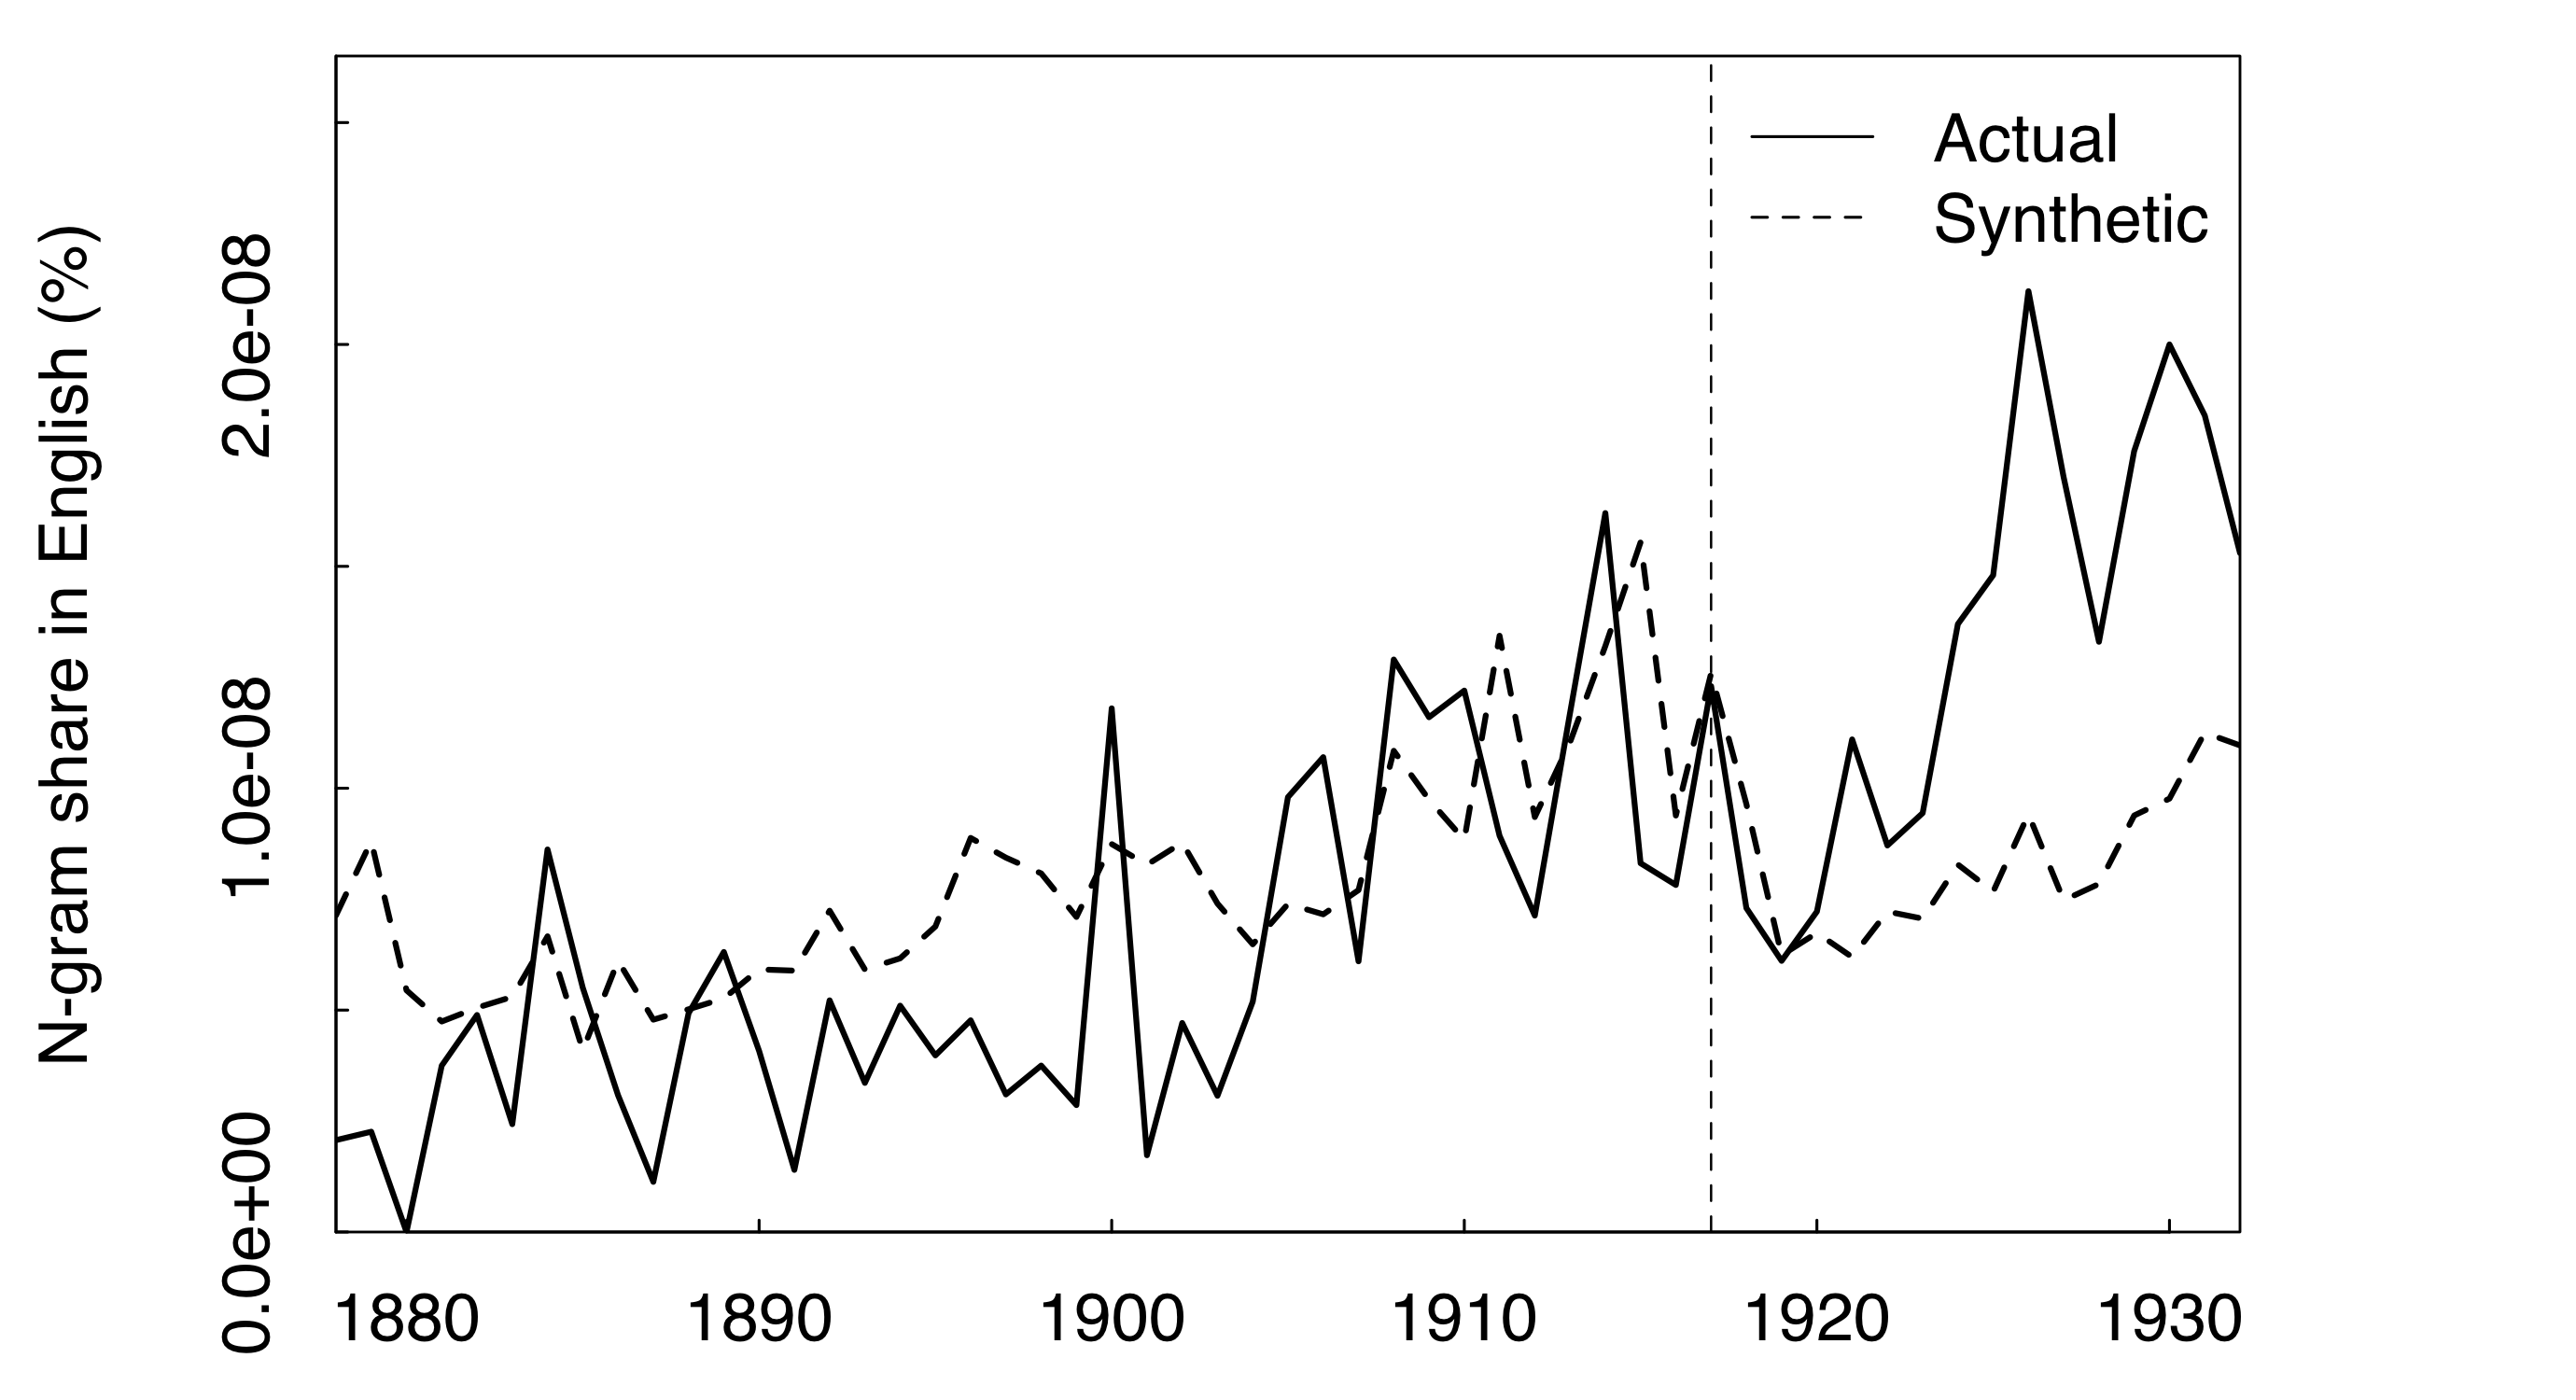 N-gram share in English (%)
2.0e-08
1.0e-08
0.0e+00
Actual
Synthetic
1880 1890 1900 1910 1920 1930